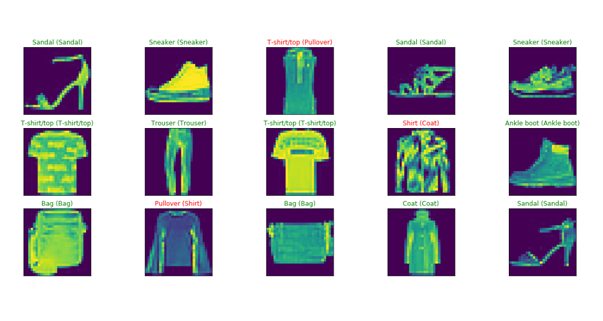 Sandal (Sandal)
Sneaker (Sneaker)
T-shirt/top (Pullover)
Sandal (Sandal)
Sneaker (Sneaker)
T-shirt/top (T-shirt/top)
Trouser (Trouser)
T-shirt/top (T-shirt/top)
Shirt (Coat)
Ankle boot (Ankle boot)
Bag (Bag)
Pullover (Shirt)
Bag (Bag)
Coat (Coat)
Sandal (Sandal)